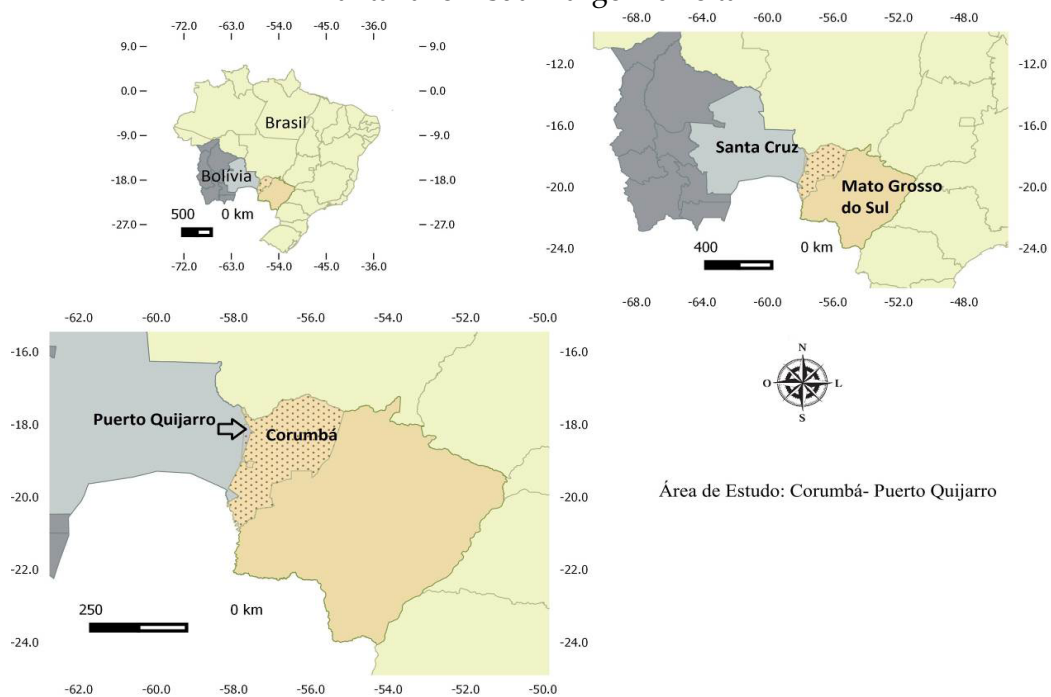 -72.0 -63.0 -54.0 -45.0 -36.0
9.0
0.0
-9.0
-18.0
-27.0
9.0
0.0
-9.0
-18.0
-27.0
Brasil
Bolívia
500 0 km
-72.0 -63.0 -54.0 -45.0 -36.0
-68.0 -64.0 -60.0 -56.0 -52.0 -48.0
-12.0
-16.0
-20.0
-24.0
-12.0
-16.0
-20.0
-24.0
Santa Cruz
Mato Grosso
do Sul
400 0 km
-68.0 -64.0 -60.0 -56.0 -52.0 -48.0
-62.0 -60.0 -58.0 -56.0 -54.0 -52.0 -50.0
-16.0
-18.0
-20.0
-22.0
-24.0
-16.0
-18.0
-20.0
-22.0
-24.0
Puerto Quijarro
Corumbá
250 0 km
-62.0 -60.0 -58.0 -56.0 -54.0 -52.0 -50.0
N
O L
S
Área de Estudo: Corumbá- Puerto Quijarro